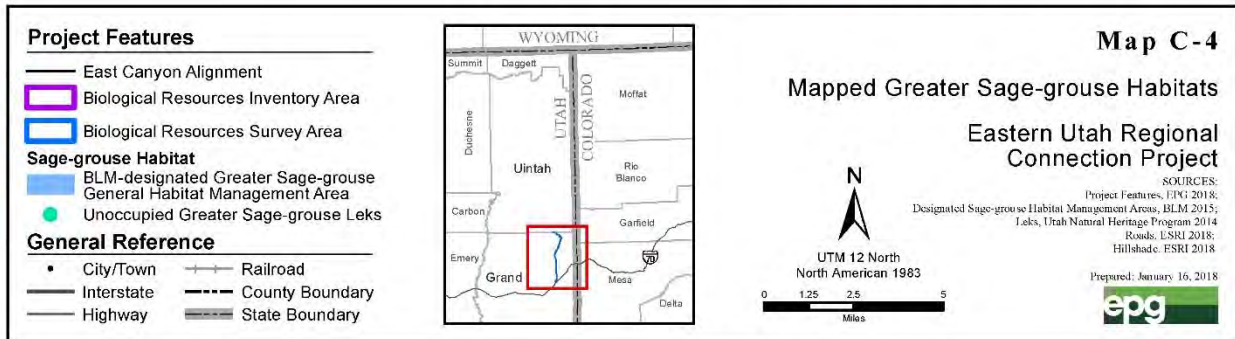 Project Features
East Canyon Alignment
Biological Resources Inventory Area
Biological Resources Survey Area
Sage-grouse Habitat
BLM-designated Greater Sage-grouse
General Habitat Management Area
Unoccupied Greater Sage-grouse Leks
General Reference
City/Town
Railroad
Interstate
County Boundary
Highway
State Boundary
WYOMING
Summit
Daggett
Moffat
UTAH
COLORADO
Duchesne
Uintah
Rio
Blanco
Carbon
Garfield
Emery
Grand
70
Mesa
Delta
Map C-4
Mapped Greater Sage-grouse Habitats
Eastern Utah Regional
Connection Project
SOURCES:
Project Features, EPG 2018;
Designated Sage-grouse Habitat Management Areas, BLM 2015;
Leks, Utah Natural Heritage Program 2014
Roads, ESRI 2018;
Hillshade, ESRI 2018
N
UTM 12 North
North American 1983
Prepared: January 16, 2018
0 1.25 2.5 5
Miles
epg